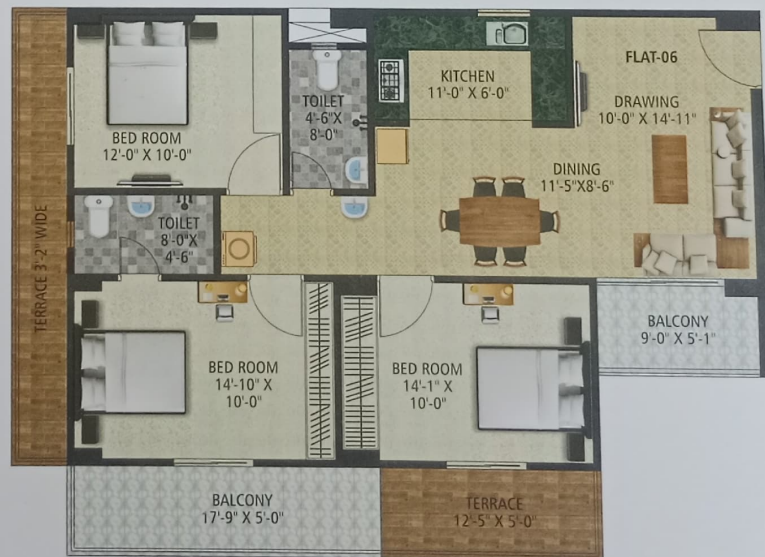 FLAT-06
KITCHEN
11'-0" X 6'-0"
DRAWING
10'-0" X 14'-11"
TOILET
4'-6"X
8'-0"
BED ROOM
12'-0" X 10'-0"
DINING
11'-5"X8'-6"
TOILET
8'-0"X
4'-6"
TERRACE 3'-2" WIDE
BALCONY
9'-0" X 5'-1"
BED ROOM
14'-10" X
10'-0"
BED ROOM
14'-1" X
10'-0"
BALCONY
17'-9" X 5'-0"
TERRACE
12'-5" X 5'-0"